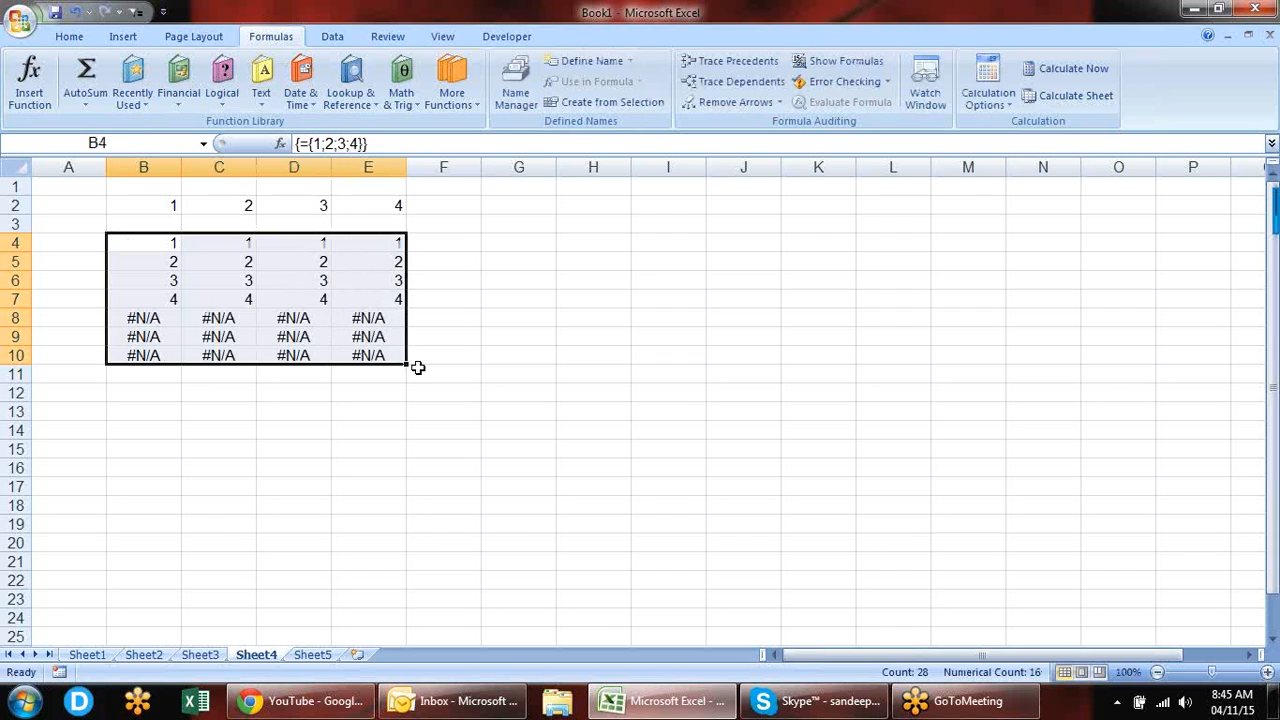 Book1 - Microsoft Excel
Home Insert Page Layout Formulas Data Review View Developer
Insert Function
AutoSum
Recently Used
Financial
Logical
Text
Date & Time
Lookup & Reference
Math & Trig
More Functions
Function Library
Name Manager
Define Name
Use in Formula
Create from Selection
Defined Names
Trace Precedents
Trace Dependents
Remove Arrows
Show Formulas
Error Checking
Evaluate Formula
Formula Auditing
Watch Window
Calculation Options
Calculate Now
Calculate Sheet
Calculation
B4 fx {={1;2;3;4}}
A B C D E F G H I J K L M N O P
1
2 1 2 3 4
3
4 1 1 1 1
5 2 2 2 2
6 3 3 3 3
7 4 4 4 4
8 #N/A #N/A #N/A #N/A
9 #N/A #N/A #N/A #N/A
10 #N/A #N/A #N/A #N/A
11
12
13
14
15
16
17
18
19
20
21
22
23
24
25
Sheet1 Sheet2 Sheet3 Sheet4 Sheet5
Ready Count: 28 Numerical Count: 16 100%
YouTube - Googl... Inbox - Microsoft ... Microsoft Excel - ... Skype™ - sandeep... GoToMeeting
8:45 AM
04/11/15